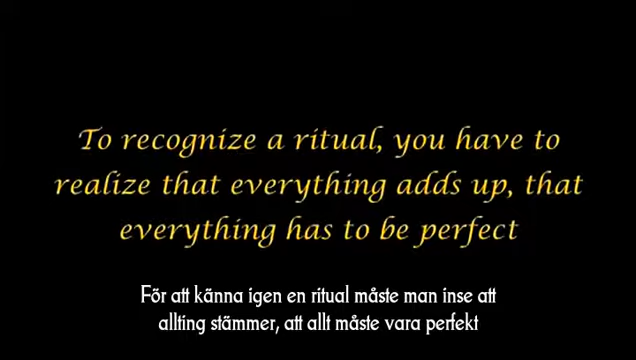 To recognize a ritual, you have to
realize that everything adds up, that
everything has to be perfect
För att känna igen en ritual måste man inse att
allting stämmer, att allt måste vara perfekt